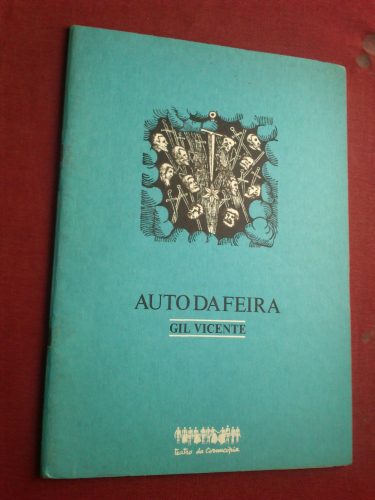 AUTO DA FEIRA
GIL VICENTE
teatro da Cornucópia